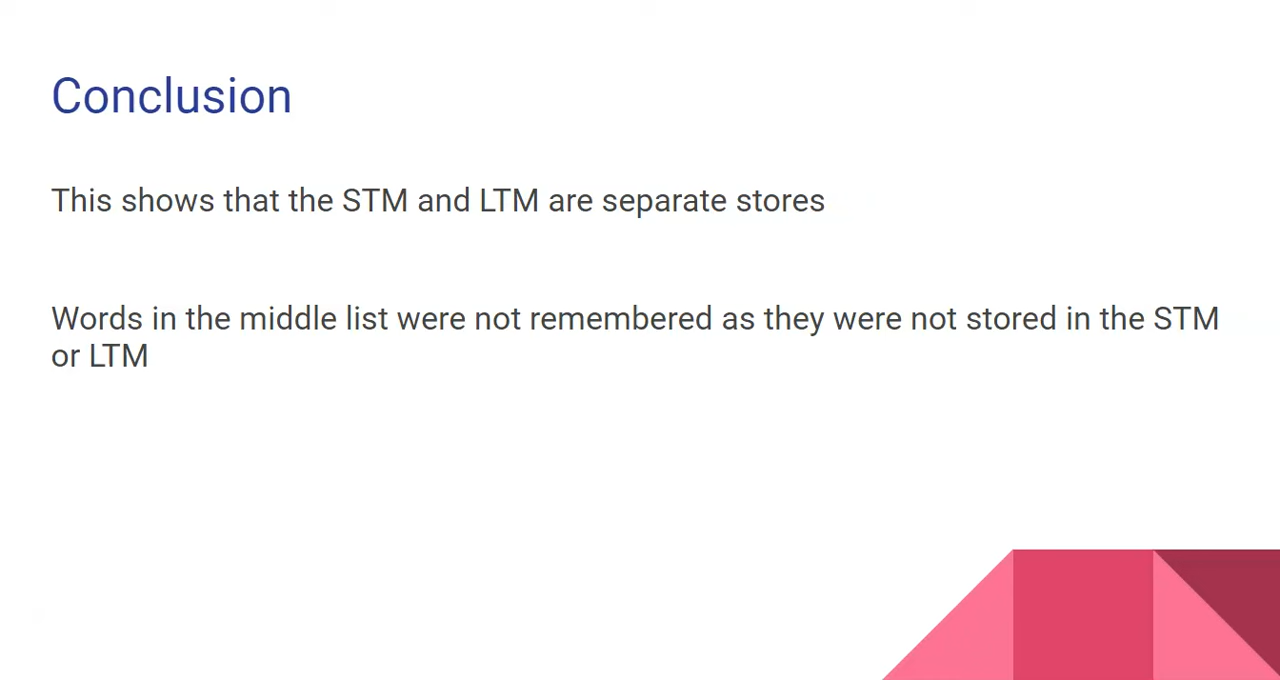 Conclusion
This shows that the STM and LTM are separate stores
Words in the middle list were not remembered as they were not stored in the STM
or LTM